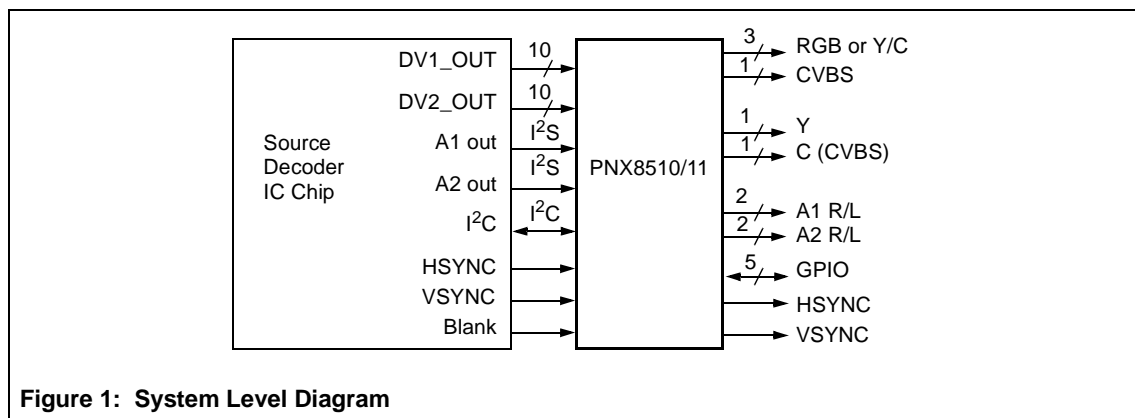 DV1_OUT
10
DV2_OUT
10
A1 out
I²S
A2 out
I²S
I²C
I²C
HSYNC
VSYNC
Blank
Source
Decoder
IC Chip
PNX8510/11
3
RGB or Y/C
1
CVBS
1
Y
1
C (CVBS)
2
A1 R/L
2
A2 R/L
5
GPIO
HSYNC
VSYNC
Figure 1: System Level Diagram